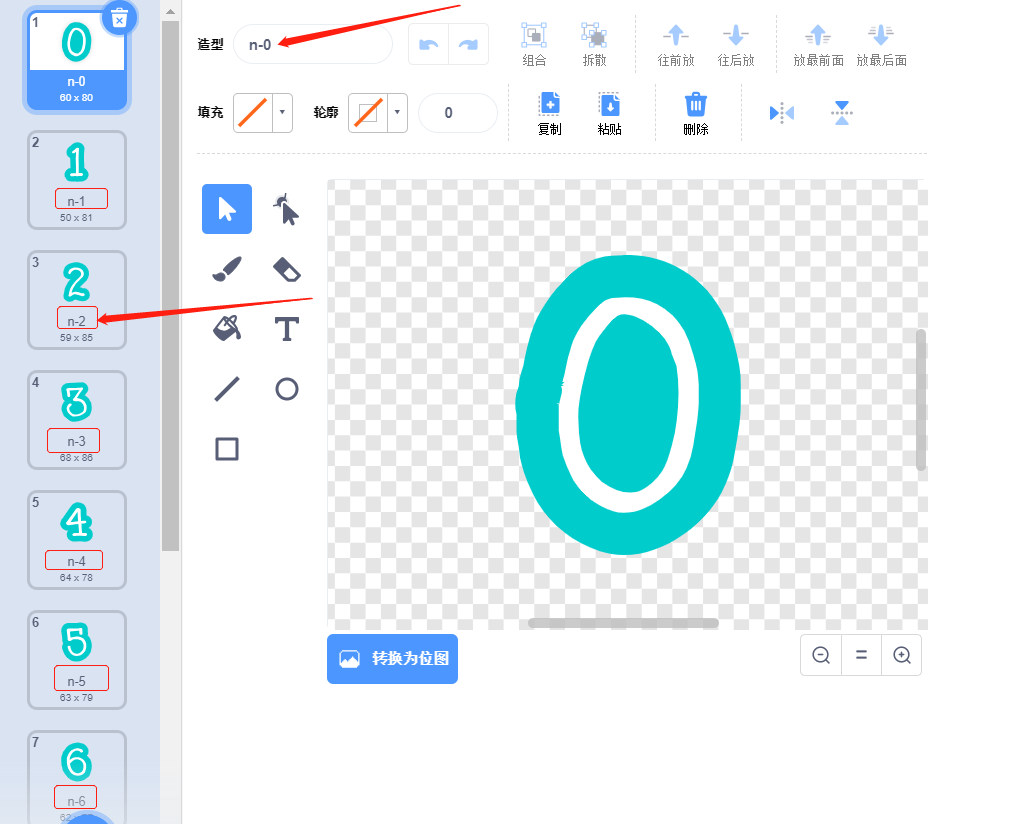 1
0
n-0
60 x 80
2
1
n-1
50 x 81
3
2
n-2
59 x 85
4
3
n-3
68 x 86
5
4
n-4
64 x 78
6
5
n-5
63 x 79
7
6
n-6
造型 n-0
组合 拆散 往前放 往后放 放最前面 放最后面
填充 轮廓 0
复制 粘贴 删除
T
0
转换为位图